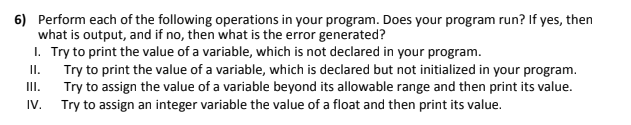 6) Perform each of the following operations in your program. Does your program run? If yes, then
what is output, and if no, then what is the error generated?
I. Try to print the value of a variable, which is not declared in your program.
II. Try to print the value of a variable, which is declared but not initialized in your program.
III. Try to assign the value of a variable beyond its allowable range and then print its value.
IV. Try to assign an integer variable the value of a float and then print its value.